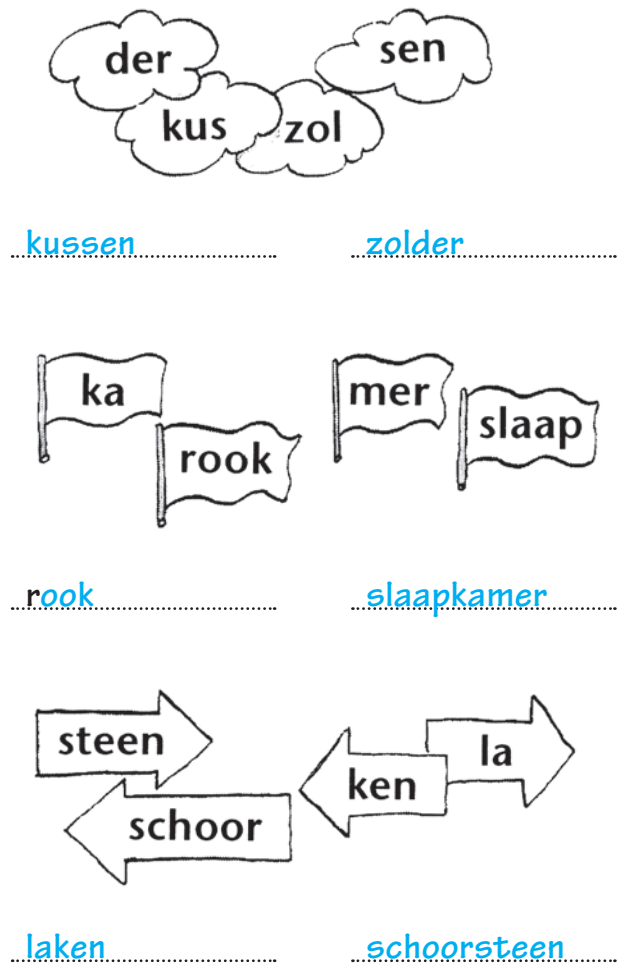 der
sen
kus
zol
kussen
zolder
ka
mer
rook
slaap
rook
slaapkamer
steen
la
ken
schoor
laken
schoorsteen